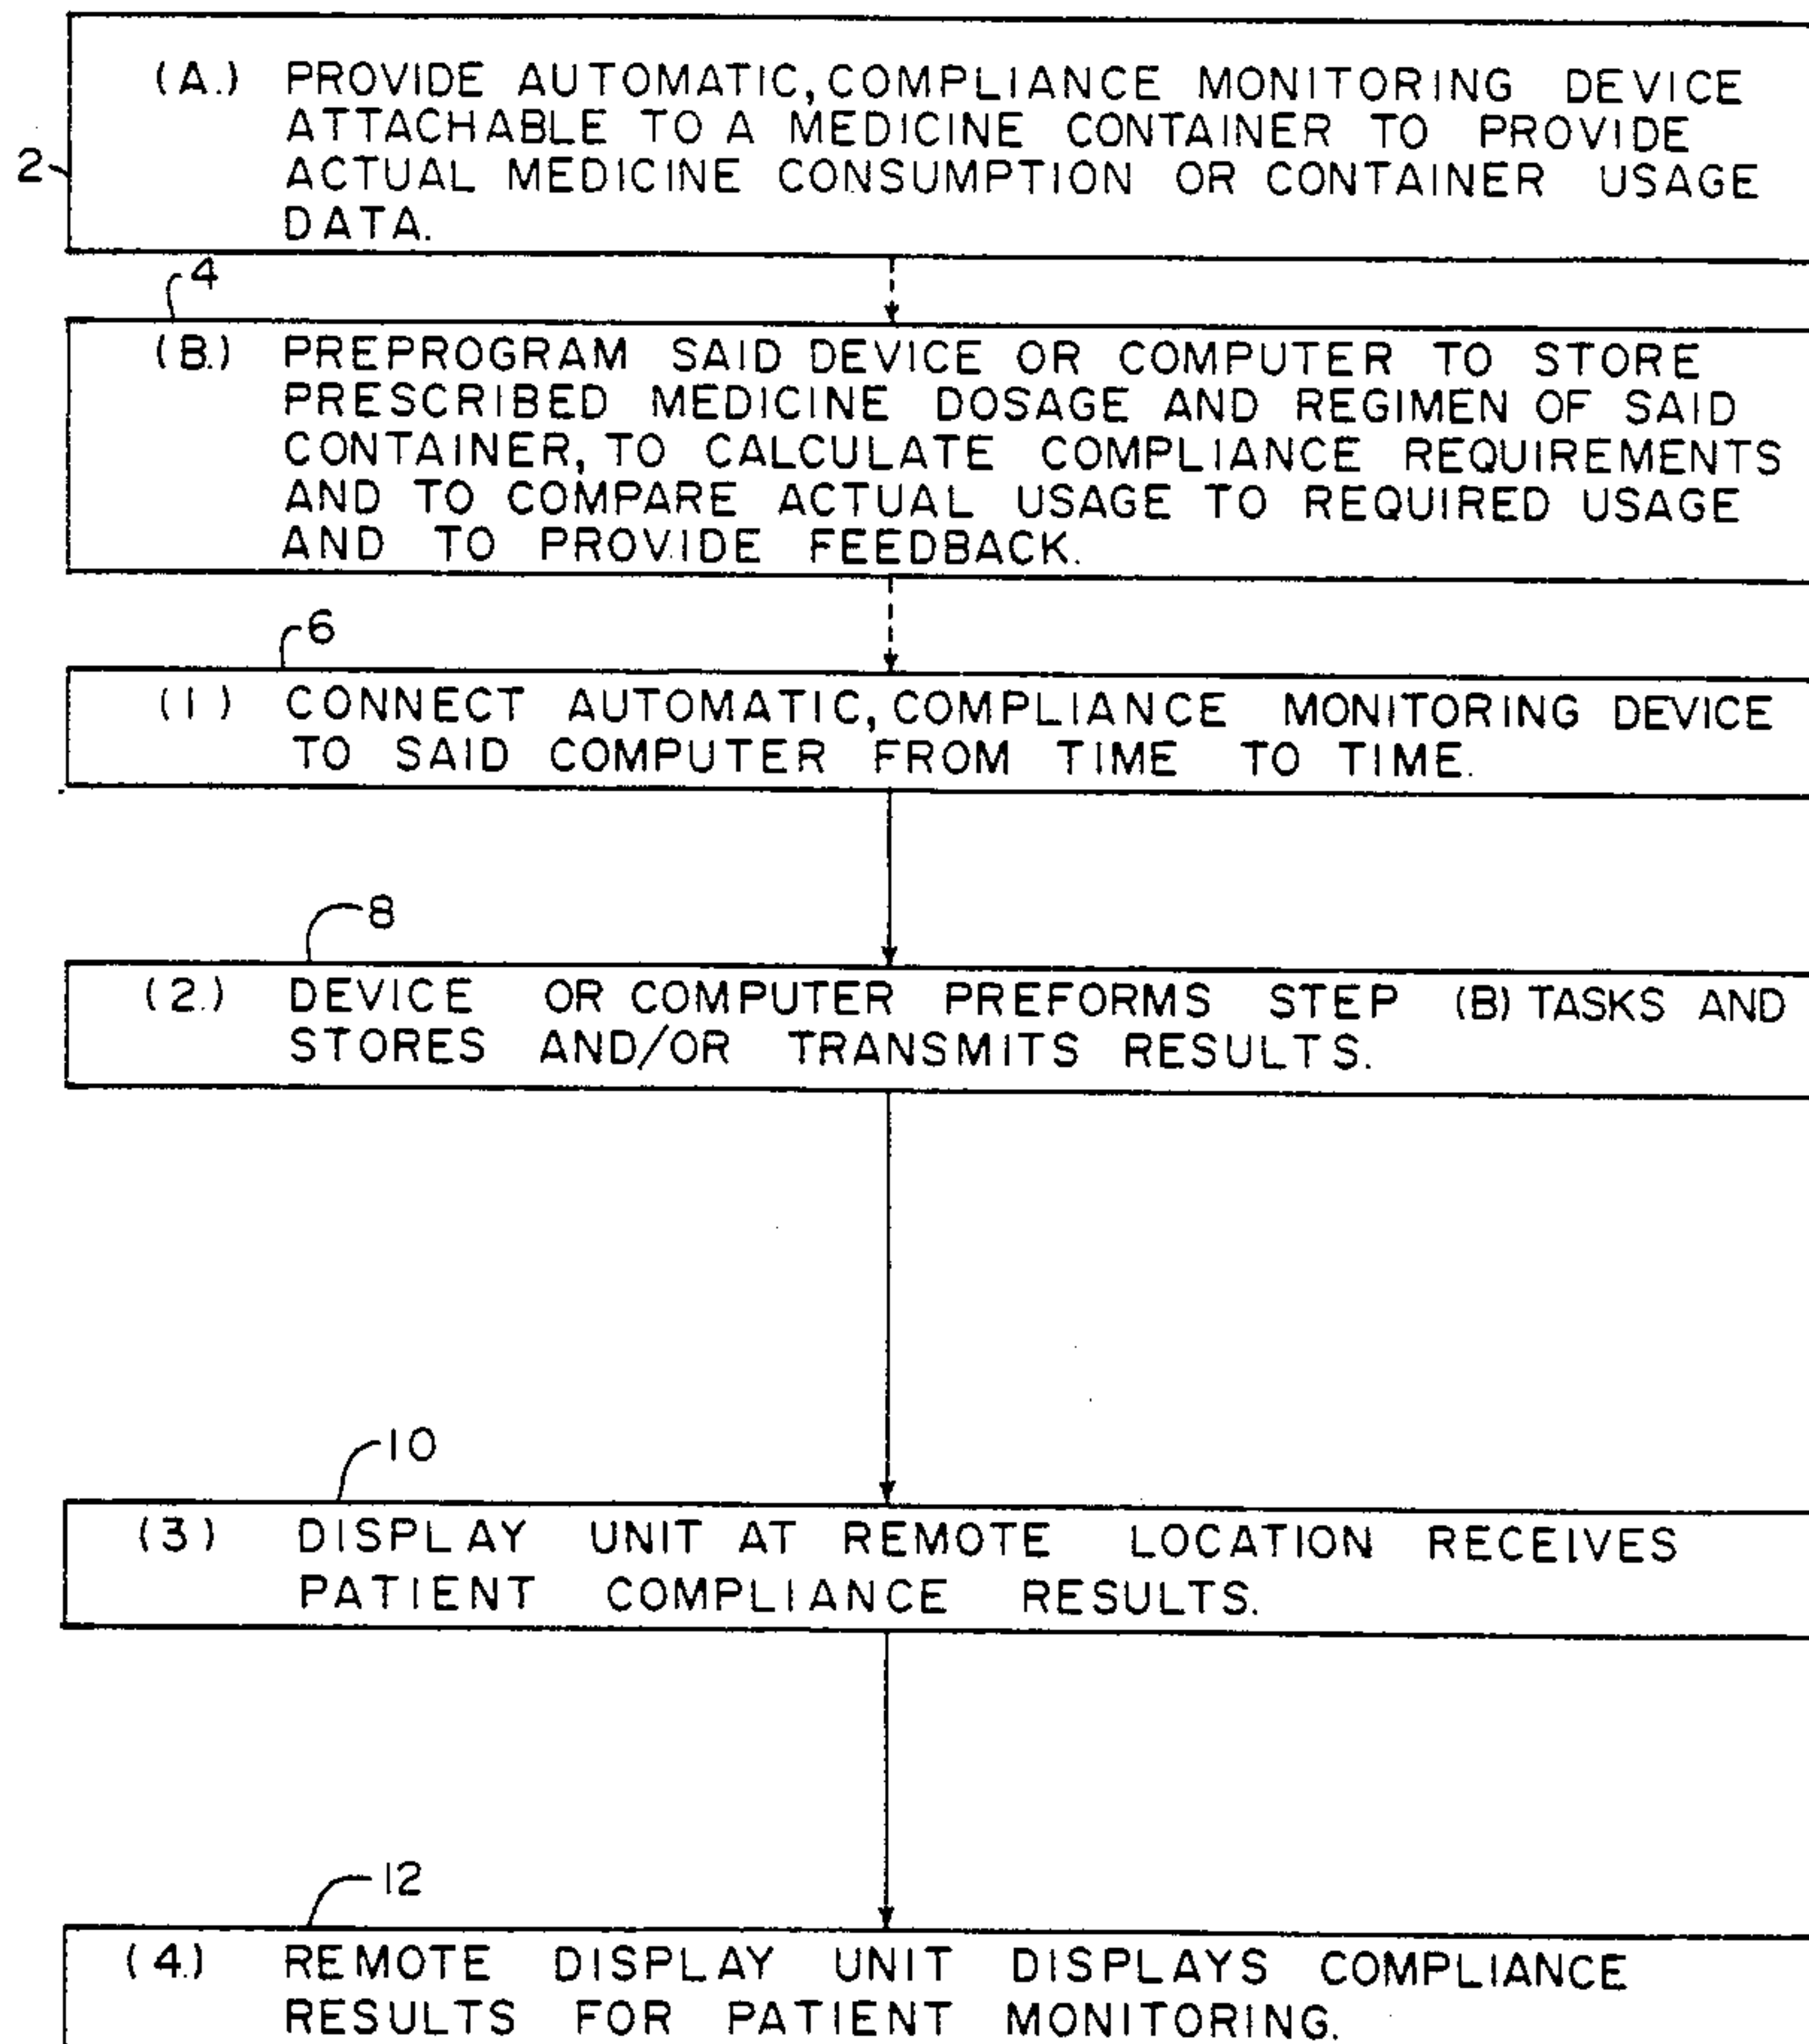 (A.) PROVIDE AUTOMATIC, COMPLIANCE MONITORING DEVICE
ATTACHABLE TO A MEDICINE CONTAINER TO PROVIDE
2
ACTUAL MEDICINE CONSUMPTION OR CONTAINER USAGE
DATA.
4
(B.) PREPROGRAM SAID DEVICE OR COMPUTER TO STORE
PRESCRIBED MEDICINE DOSAGE AND REGIMEN OF SAID
CONTAINER, TO CALCULATE COMPLIANCE REQUIREMENTS
AND TO COMPARE ACTUAL USAGE TO REQUIRED USAGE
AND TO PROVIDE FEEDBACK.
6
(1) CONNECT AUTOMATIC, COMPLIANCE MONITORING DEVICE
TO SAID COMPUTER FROM TIME TO TIME.
8
(2.) DEVICE OR COMPUTER PREFORMS STEP (B) TASKS AND
STORES AND/OR TRANSMITS RESULTS.
10
(3) DISPLAY UNIT AT REMOTE LOCATION RECEIVES
PATIENT COMPLIANCE RESULTS.
12
(4.) REMOTE DISPLAY UNIT DISPLAYS COMPLIANCE
RESULTS FOR PATIENT MONITORING.